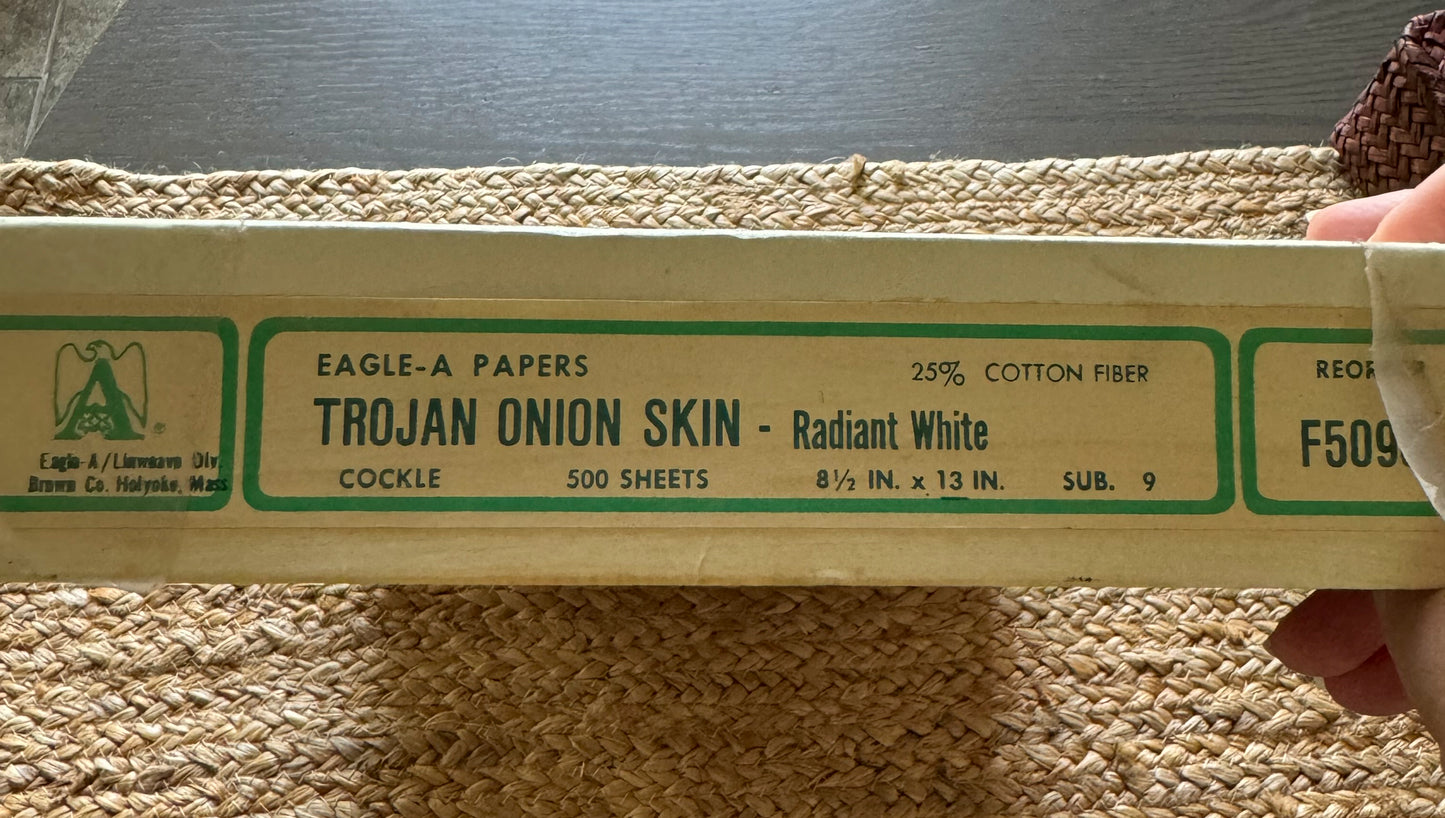 A
®
Eagle-A/Linweave Div.
Brown Co. Holyoke, Mass
EAGLE-A PAPERS
25% COTTON FIBER
TROJAN ONION SKIN - Radiant White
COCKLE 500 SHEETS 8½ IN. x 13 IN. SUB. 9